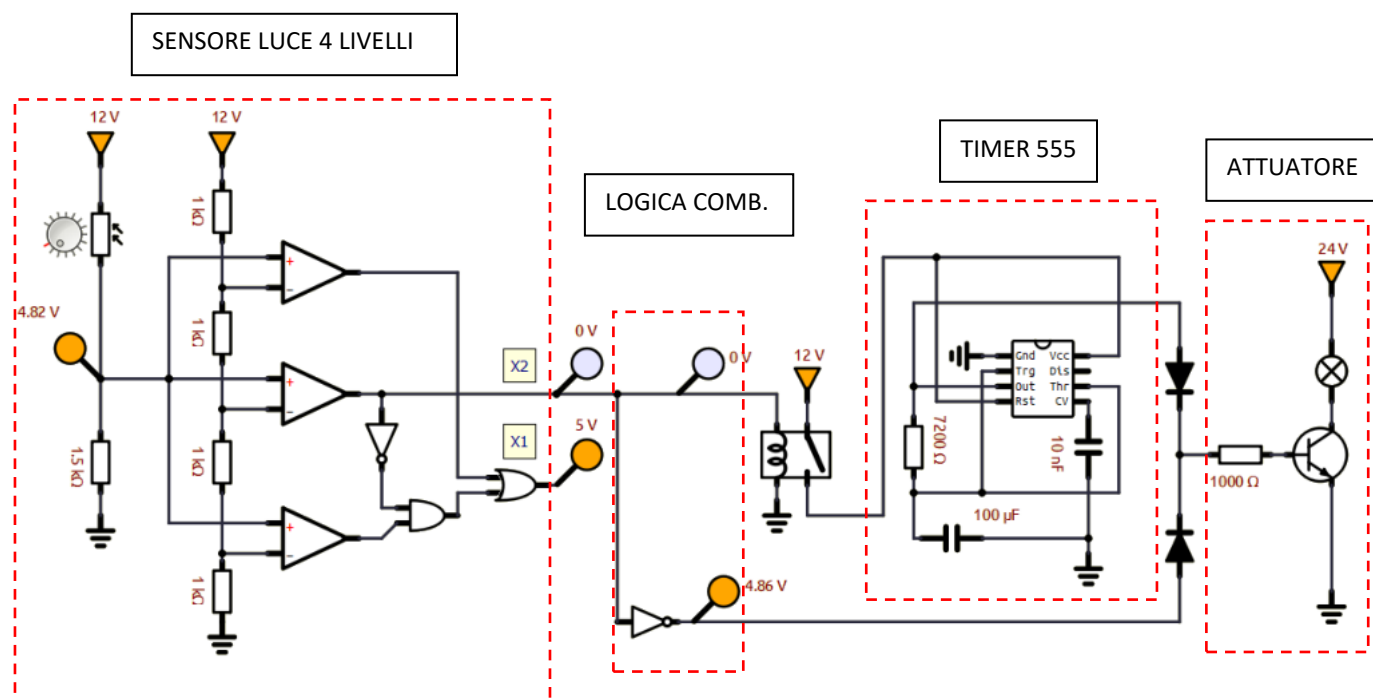 SENSORE LUCE 4 LIVELLI
LOGICA COMB.
TIMER 555
ATTUATORE
12 V
12 V
1 kΩ
1 kΩ
1 kΩ
1 kΩ
4.82 V
1.5 kΩ
+
−
+
−
+
−
X2
0 V
X1
5 V
0 V
12 V
4.86 V
Gnd Vcc
Trg Dis
Out Thr
Rst CV
7200 Ω
10 nF
100 µF
24 V
1000 Ω